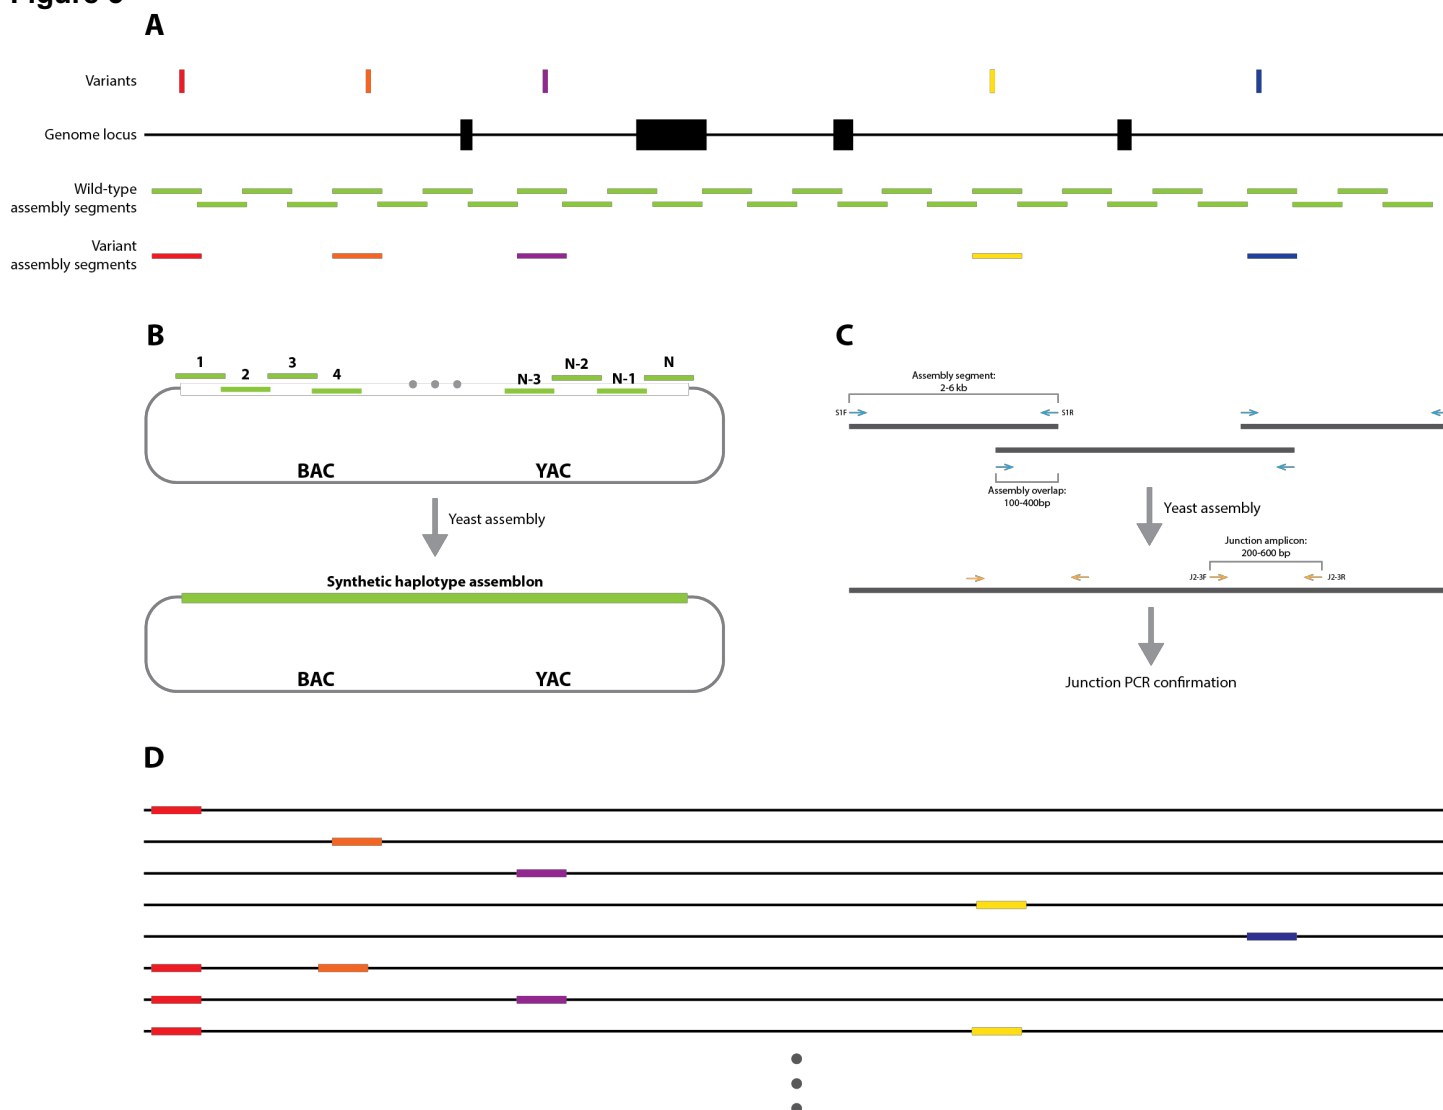 A
Variants
Genome locus
Wild-type
assembly segments
Variant
assembly segments
B
1
2
3
4
N-3
N-2
N-1
N
BAC YAC
Yeast assembly
Synthetic haplotype assemblon
BAC YAC
C
Assembly segment:
2-6 kb
S1F
S1R
Assembly overlap:
100-400bp
Yeast assembly
Junction amplicon:
200-600 bp
J2-3F
J2-3R
Junction PCR confirmation
D